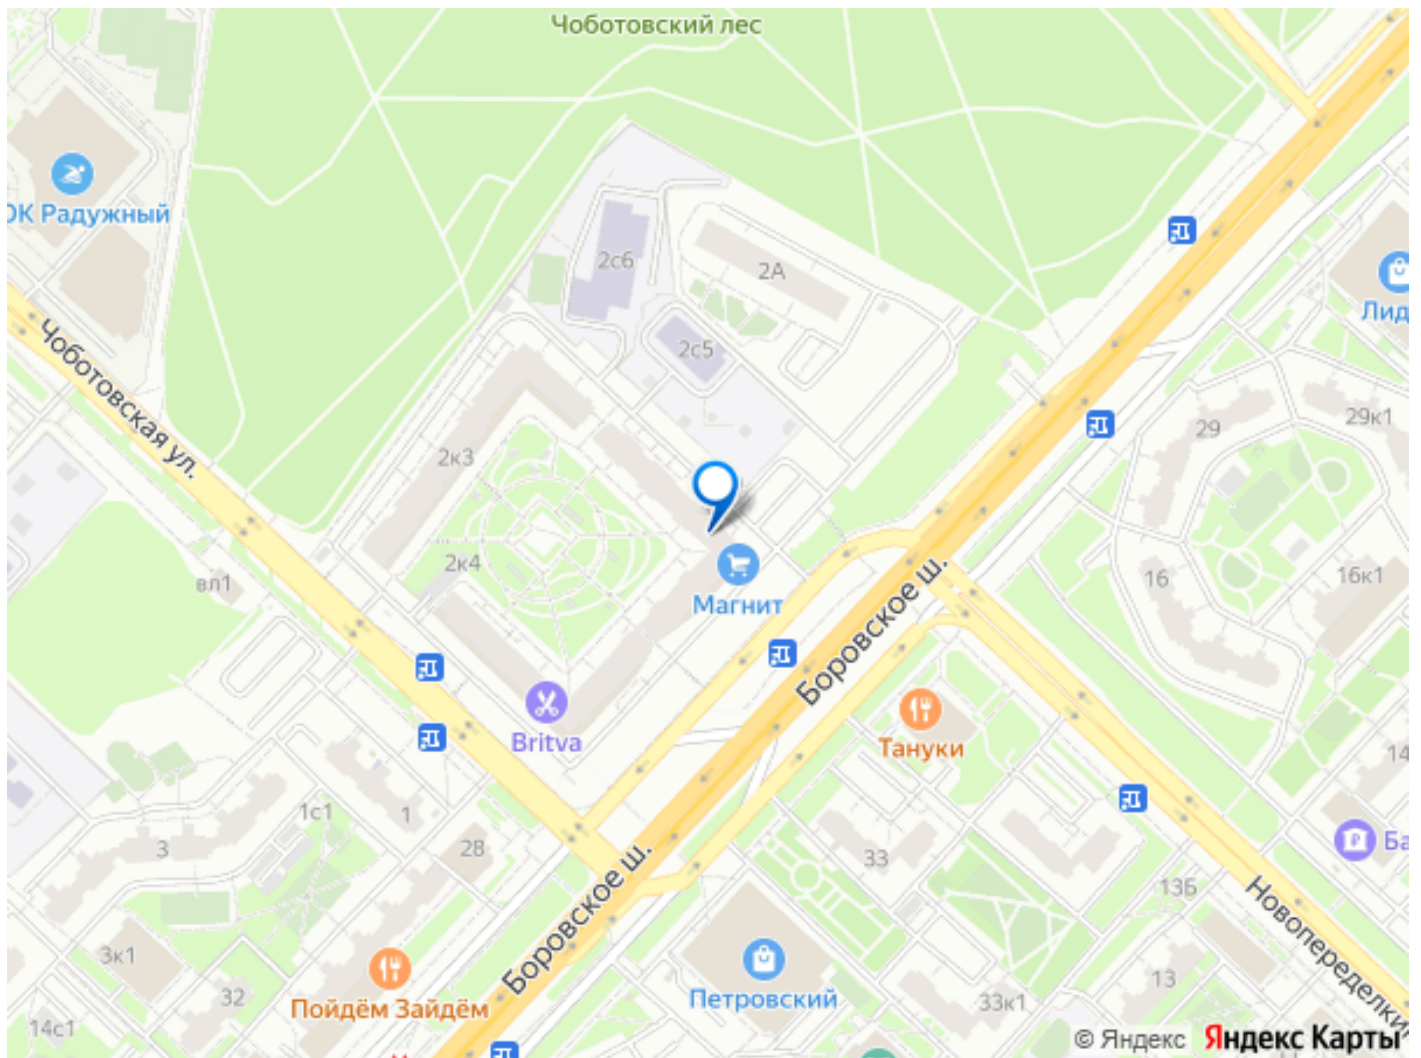 Чоботовский лес
ОК Радужный
2с6
2А
Лид
2с5
Чоботовская ул.
29к1
29
2к3
2к4
вл1
16
16к1
Магнит
Боровское ш.
Britva
Тануки
14
1с1
1
3
2В
33
Ба
13Б
Боровское ш.
Новопеределки
3к1
32
Пойдём Зайдём
Петровский
33к1
13
14с1
© Яндекс Яндекс Карты